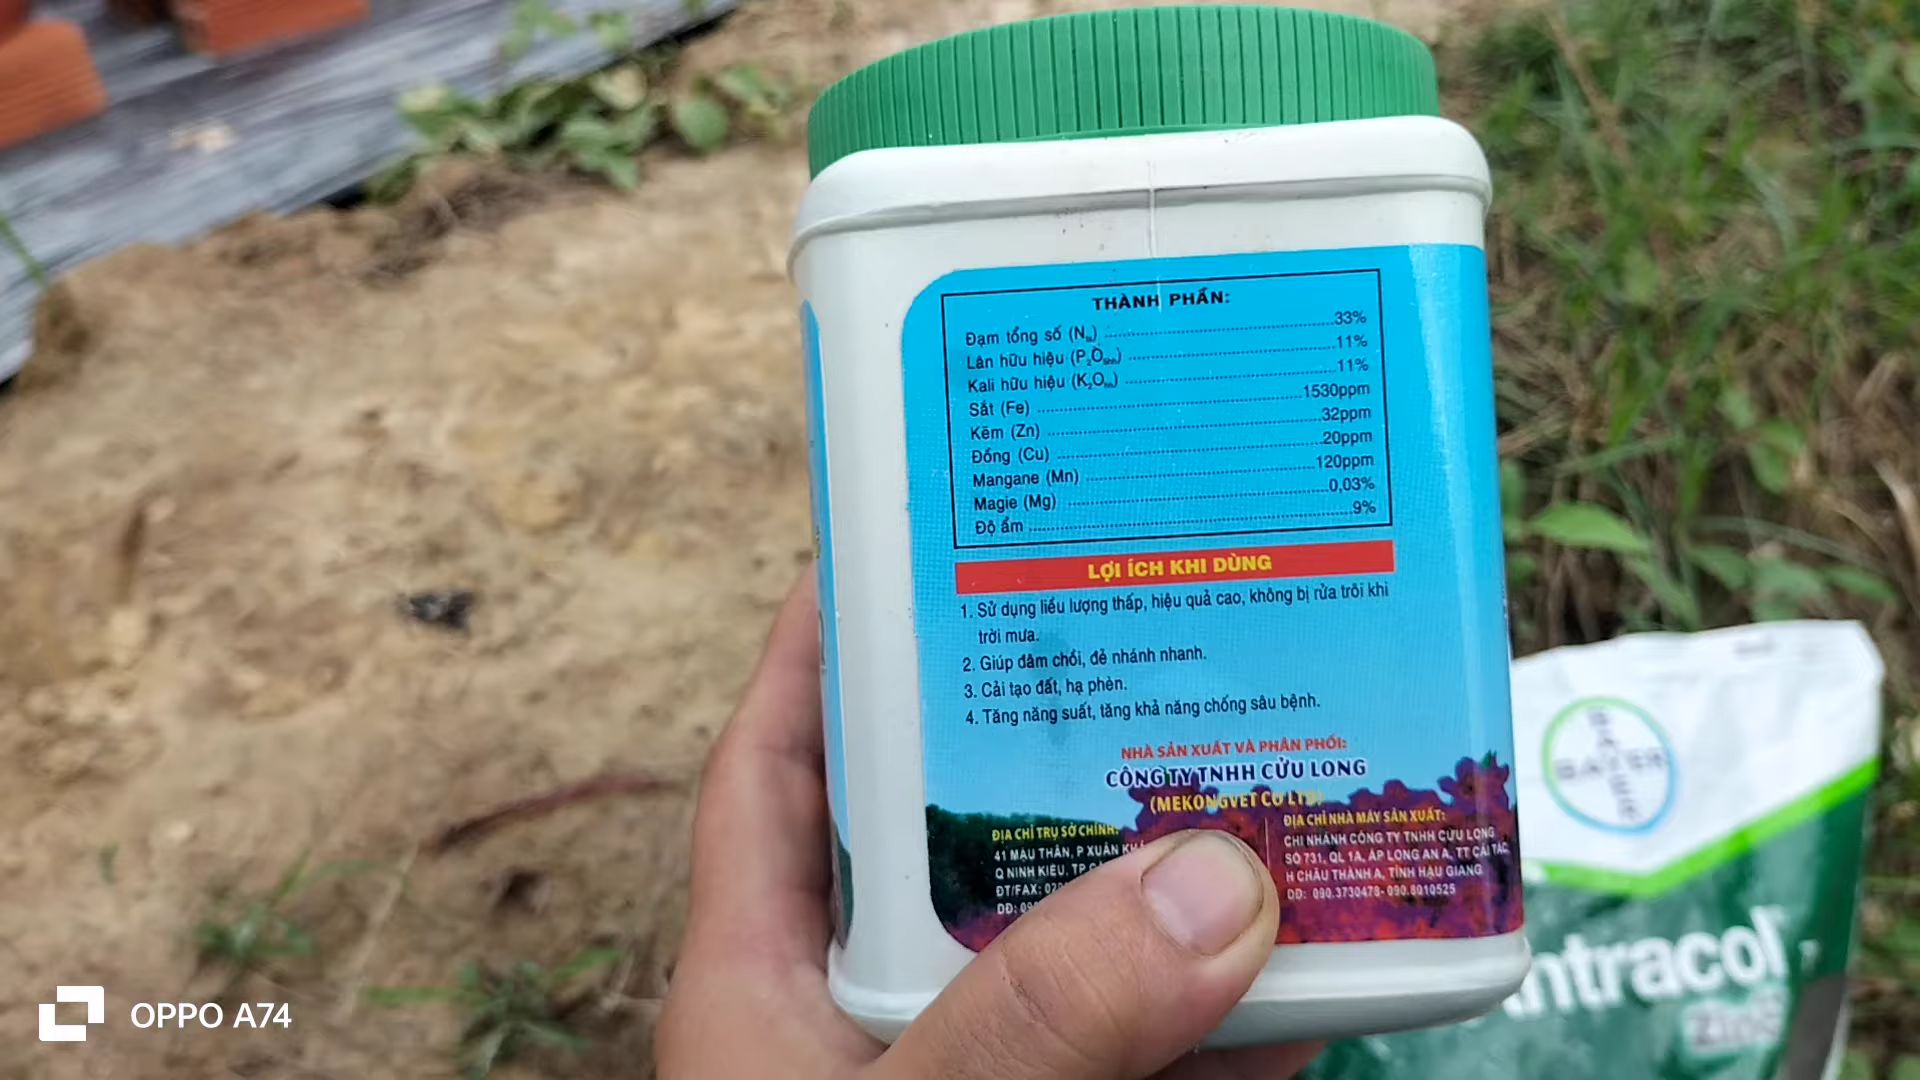 THÀNH PHẦN:
Đạm tổng số (Nts) ........ 33%
Lân hữu hiệu (P2O5hh) ........ 11%
Kali hữu hiệu (K2Ohh) ........ 11%
Sắt (Fe) ........ 1530ppm
Kẽm (Zn) ........ 32ppm
Đồng (Cu) ........ 20ppm
Mangane (Mn) ........ 120ppm
Magie (Mg) ........ 0,03%
Độ ẩm ........ 9%
LỢI ÍCH KHI DÙNG
1. Sử dụng liều lượng thấp, hiệu quả cao, không bị rửa trôi khi
trời mưa.
2. Giúp đâm chồi, đẻ nhánh nhanh.
3. Cải tạo đất, hạ phèn.
4. Tăng năng suất, tăng khả năng chống sâu bệnh.
NHÀ SẢN XUẤT VÀ PHÂN PHỐI:
CÔNG TY TNHH CỬU LONG
(MEKONGVET CO LTD)
ĐỊA CHỈ TRỤ SỞ CHÍNH:
41 MẬU THÂN, P XUÂN
Q NINH KIỀU, TP
ĐT/FAX:
DĐ:
ĐỊA CHỈ NHÀ MÁY SẢN XUẤT:
CHI NHÁNH CÔNG TY TNHH CỬU LONG
SỐ 731, QL 1A, ẤP LONG AN A, TT CÁI TẮC
H CHÂU THÀNH A, TỈNH HẬU GIANG
DĐ: 090.3730478- 090.8010525
BAYER
Antracol
Zinc
OPPO A74